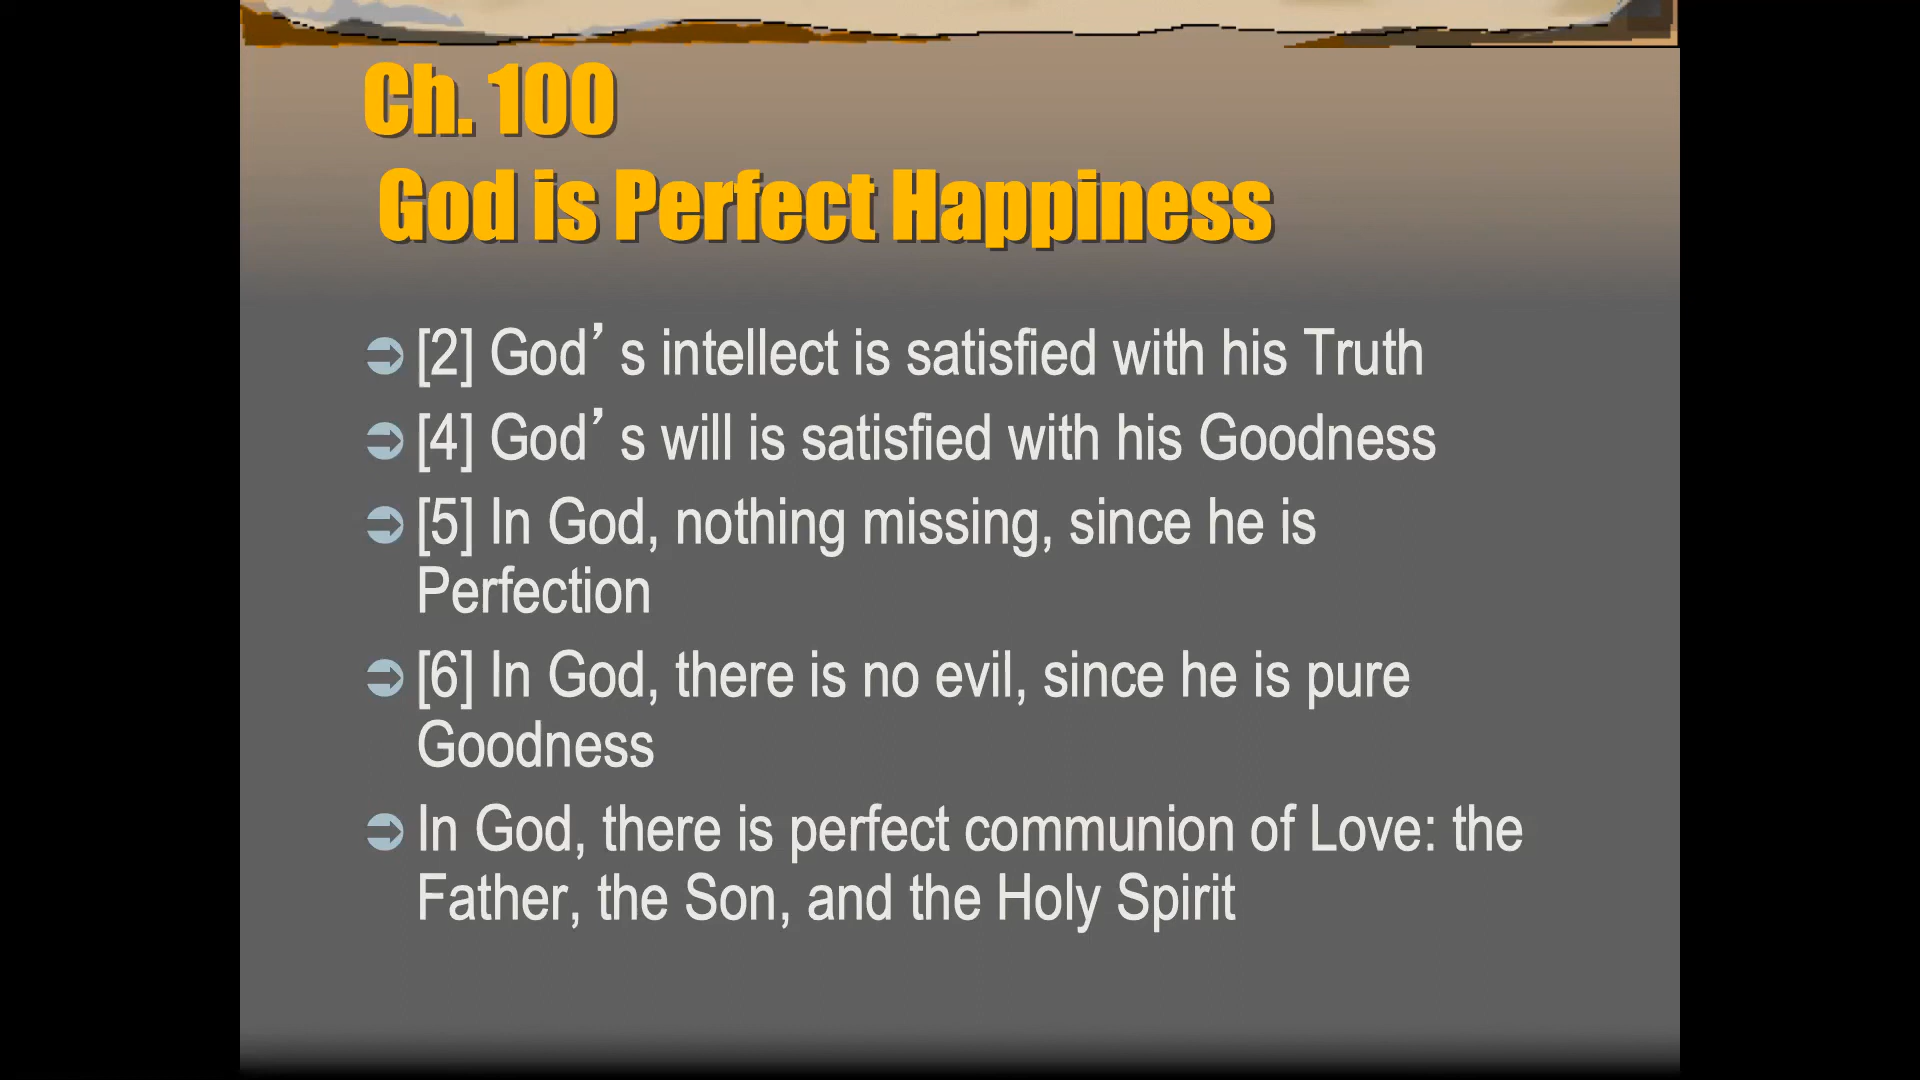 Ch. 100
God is Perfect Happiness
[2] God’s intellect is satisfied with his Truth
[4] God’s will is satisfied with his Goodness
[5] In God, nothing missing, since he is
Perfection
[6] In God, there is no evil, since he is pure
Goodness
In God, there is perfect communion of Love: the
Father, the Son, and the Holy Spirit